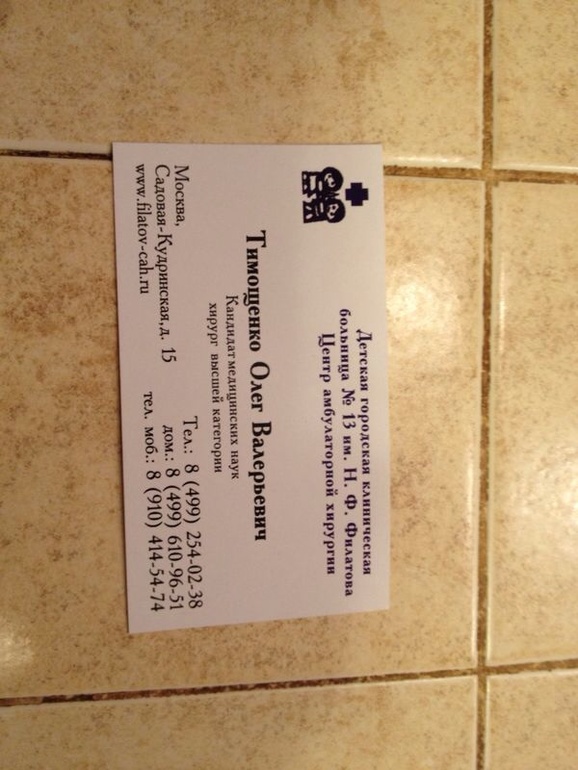 Детская городская клиническая
больница № 13 им. Н. Ф. Филатова
Центр амбулаторной хирургии
Тимощенко Олег Валерьевич
Кандидат медицинских наук
хирург высшей категории
Москва,
Садовая-Кудринская,д. 15
www.filatov-cah.ru
Тел.: 8 (499) 254-02-38
дом.: 8 (499) 610-96-51
тел. моб.: 8 (910) 414-54-74